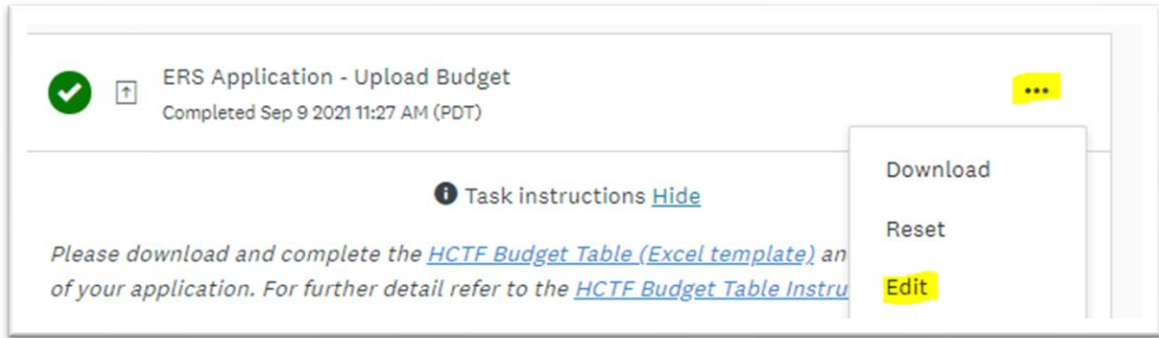 ERS Application - Upload Budget
Completed Sep 9 2021 11:27 AM (PDT)
...
Download
Reset
Edit
Task instructions Hide
Please download and complete the HCTF Budget Table (Excel template) an
of your application. For further detail refer to the HCTF Budget Table Instru